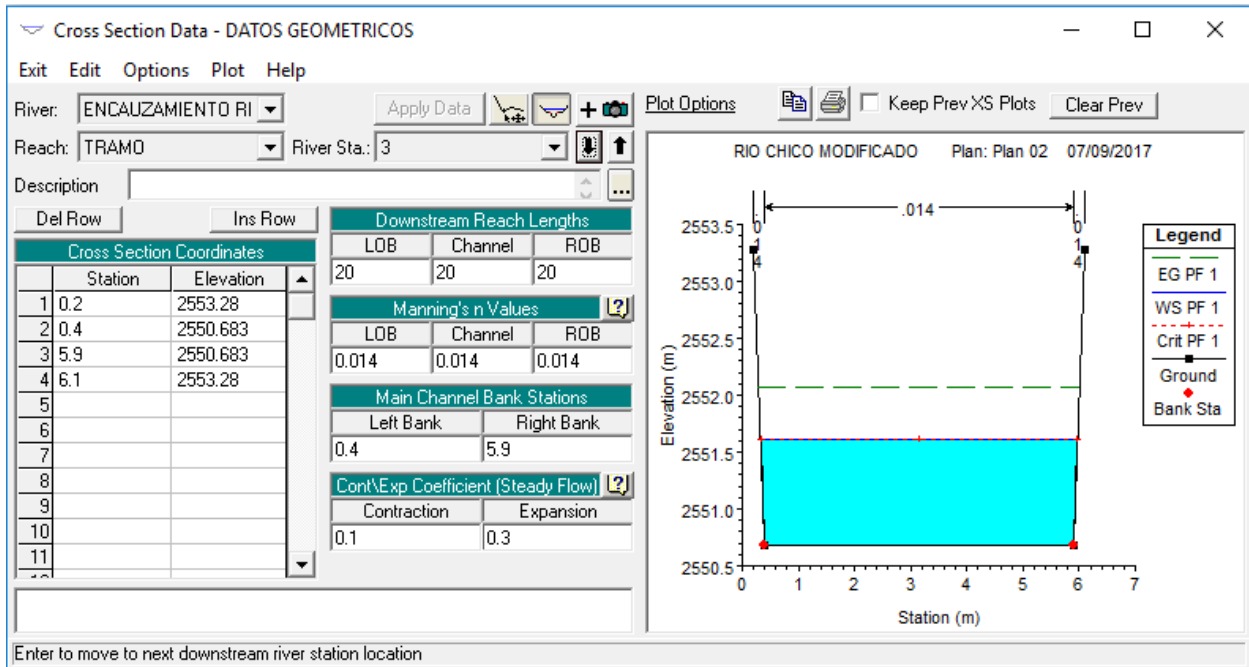 Cross Section Data - DATOS GEOMETRICOS
Exit Edit Options Plot Help
River: ENCAUZAMIENTO RI
Apply Data
Reach: TRAMO
River Sta.: 3
Description
...
Del Row
Ins Row
Cross Section Coordinates
Station Elevation
1 0.2 2553.28
2 0.4 2550.683
3 5.9 2550.683
4 6.1 2553.28
5
6
7
8
9
10
11
Downstream Reach Lengths
LOB Channel ROB
20 20 20
Manning's n Values
LOB Channel ROB
0.014 0.014 0.014
Main Channel Bank Stations
Left Bank Right Bank
0.4 5.9
Cont\Exp Coefficient (Steady Flow)
Contraction Expansion
0.1 0.3
Plot Options
Keep Prev XS Plots
Clear Prev
RIO CHICO MODIFICADO Plan: Plan 02 07/09/2017
.014
.014
.014
2553.5
2553.0
2552.5
2552.0
2551.5
2551.0
2550.5
Elevation (m)
0 1 2 3 4 5 6 7
Station (m)
Legend
EG PF 1
WS PF 1
Crit PF 1
Ground
Bank Sta
Enter to move to next downstream river station location